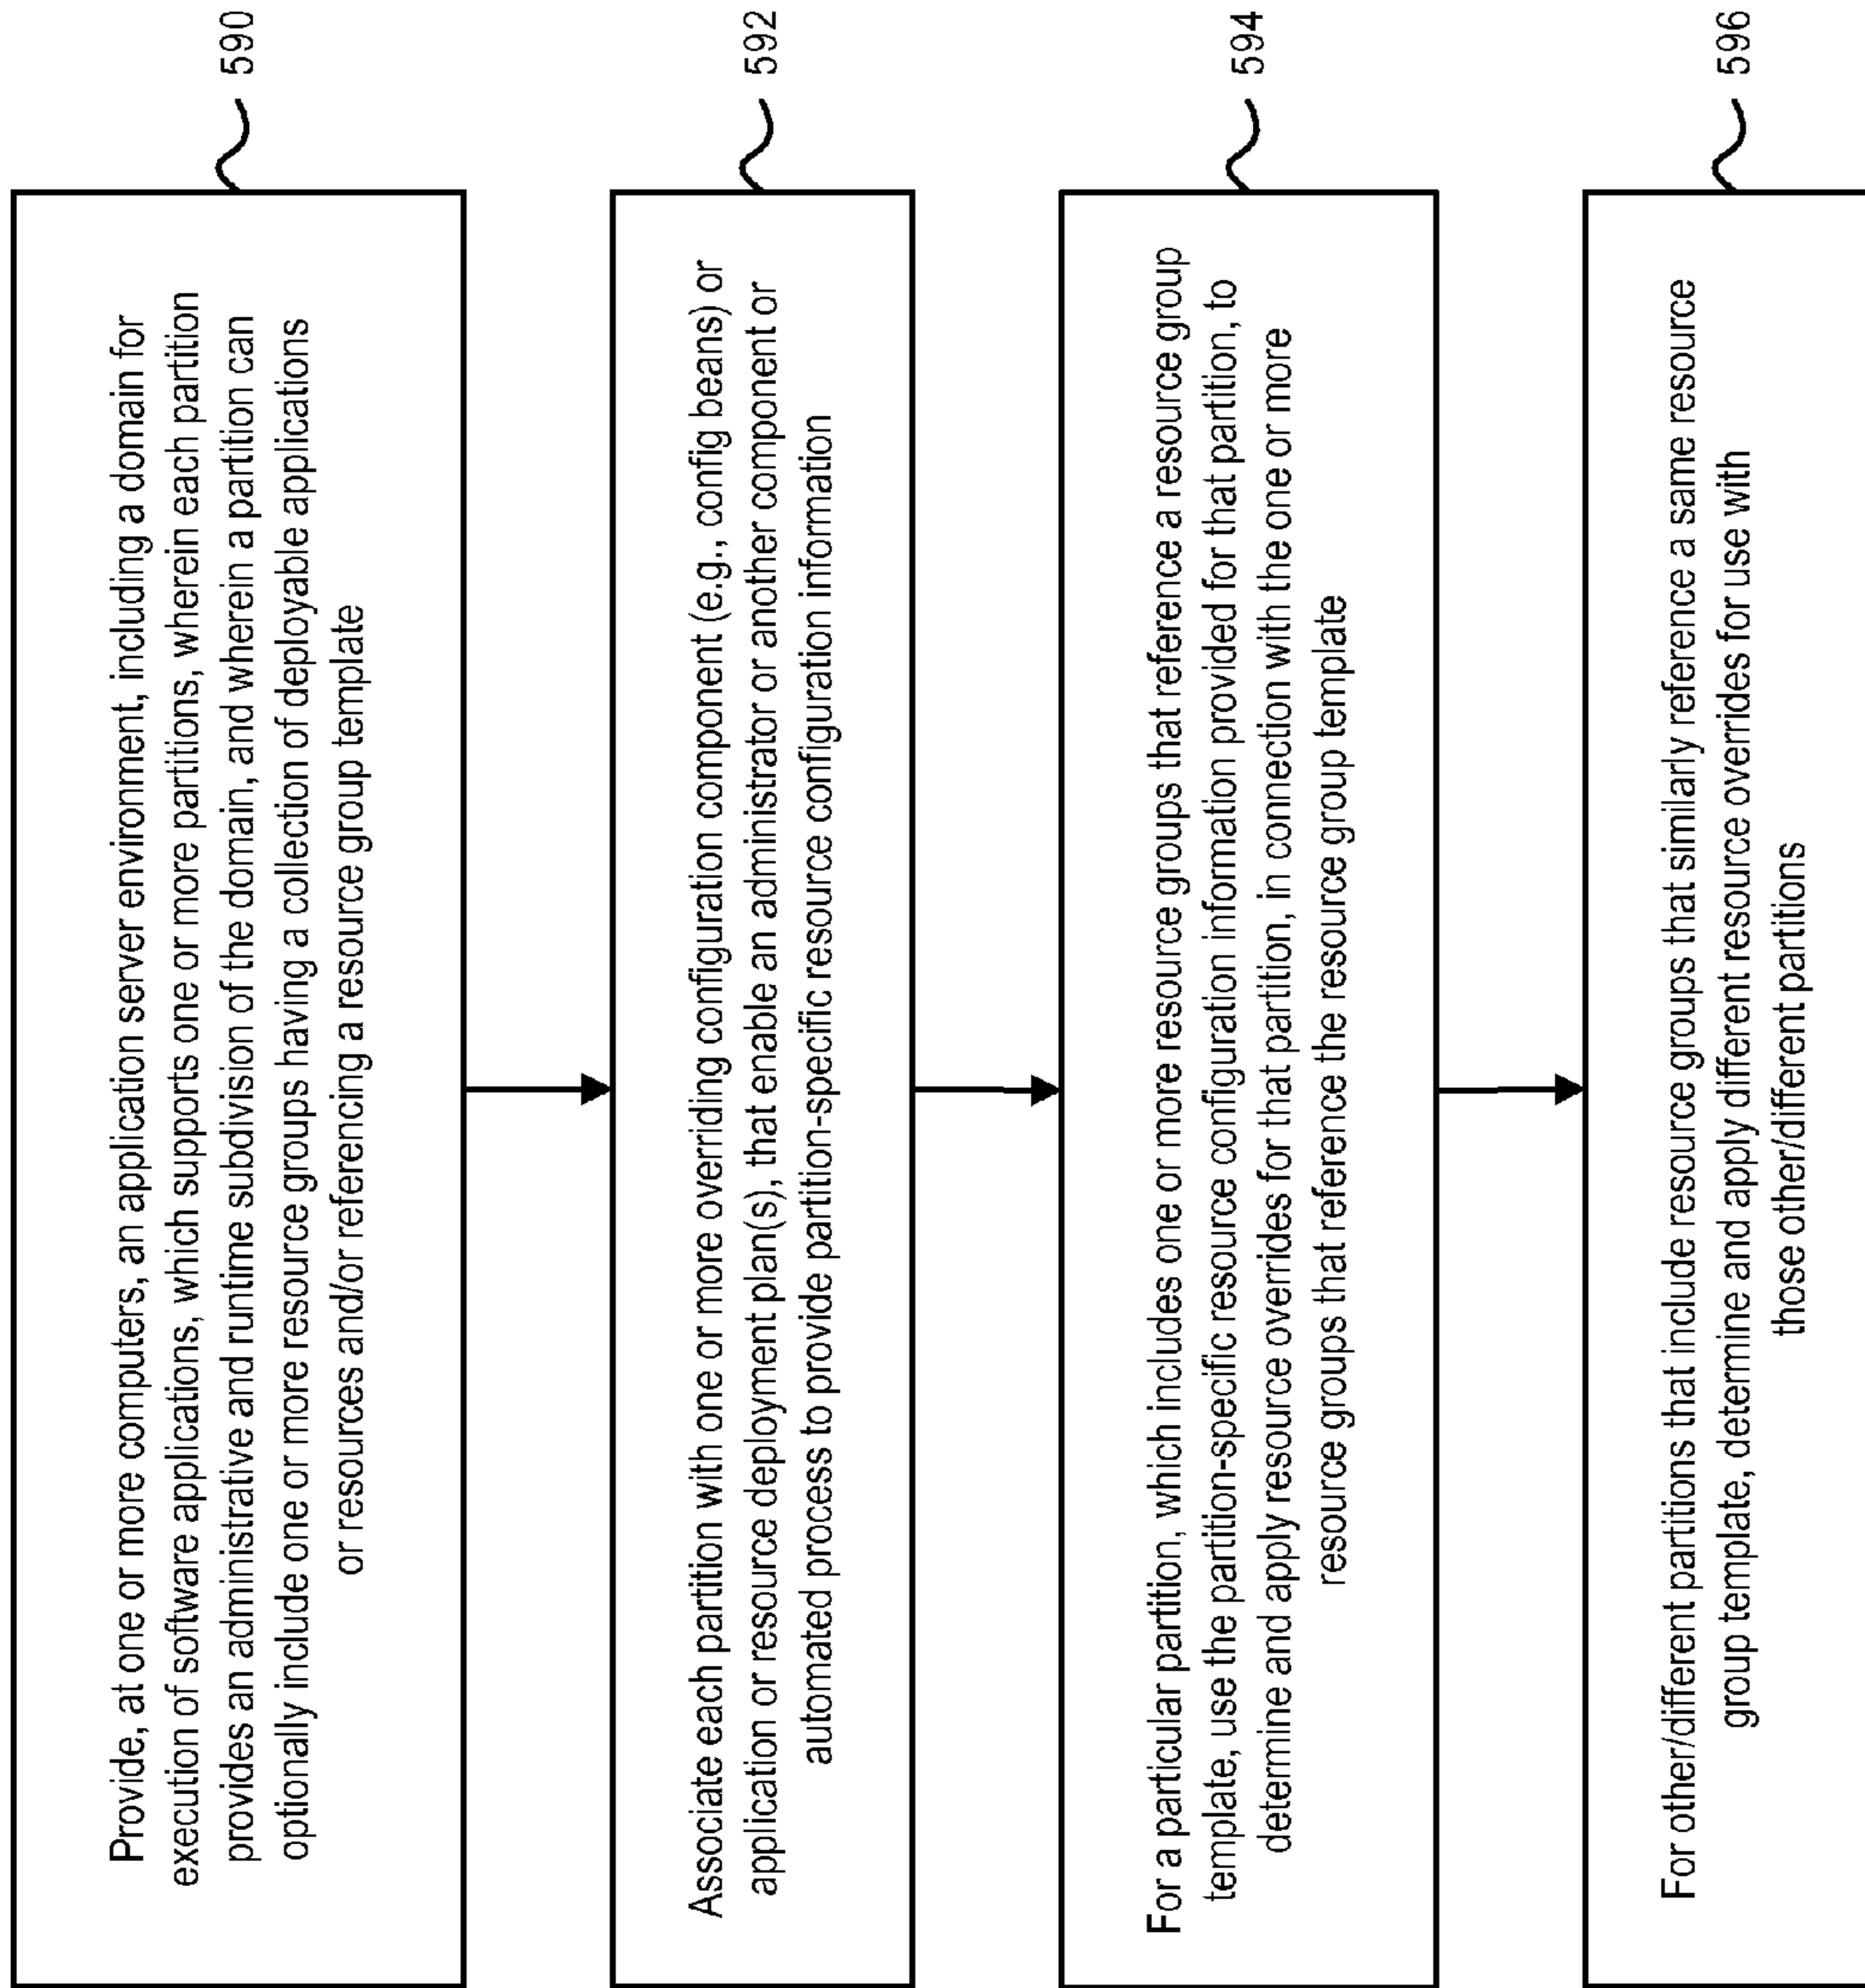 Provide, at one or more computers, an application server environment, including a domain for
execution of software applications, which supports one or more partitions, wherein each partition
provides an administrative and runtime subdivision of the domain, and wherein a partition can
optionally include one or more resource groups having a collection of deployable applications
or resources and/or referencing a resource group template
590
Associate each partition with one or more overriding configuration component (e.g., config beans) or
application or resource deployment plan(s), that enable an administrator or another component or
automated process to provide partition-specific resource configuration information
592
For a particular partition, which includes one or more resource groups that reference a resource group
template, use the partition-specific resource configuration information provided for that partition, to
determine and apply resource overrides for that partition, in connection with the one or more
resource groups that reference the resource group template
594
For other/different partitions that include resource groups that similarly reference a same resource
group template, determine and apply different resource overrides for use with
those other/different partitions
596